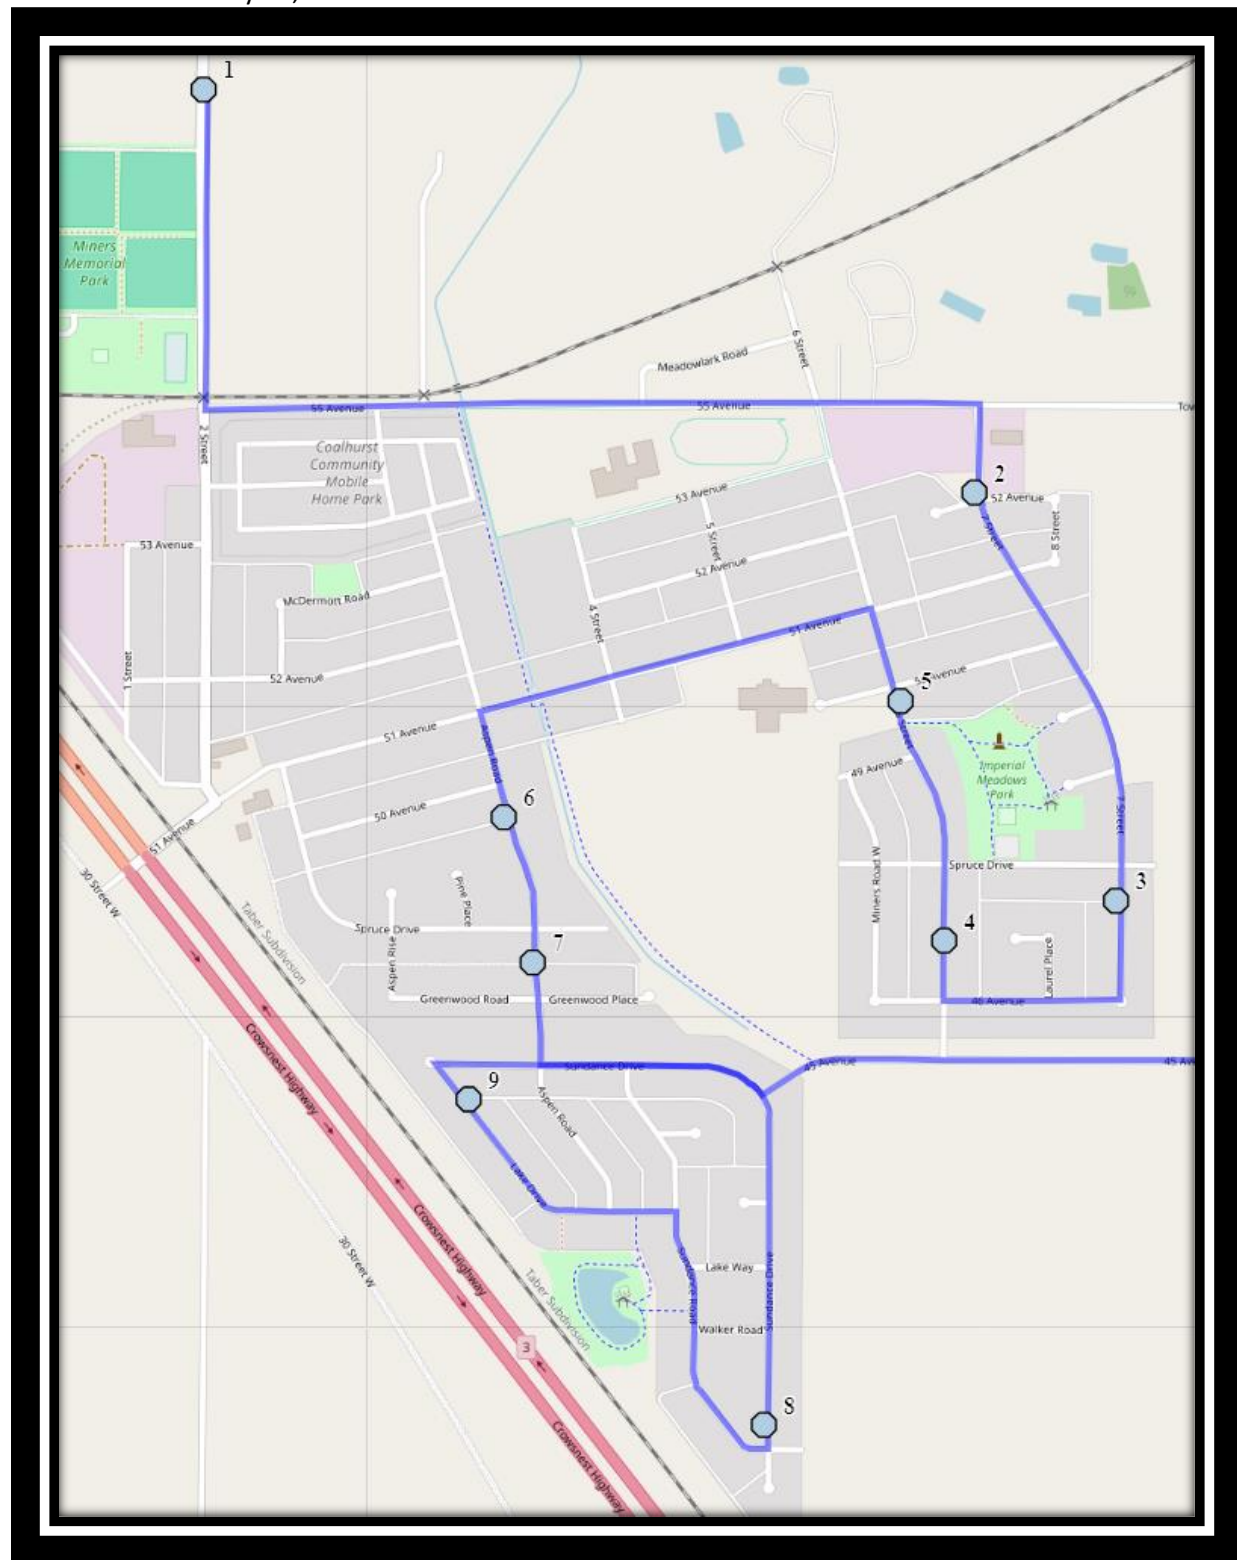 1
Miners
Memorial
Park
Meadowlark Road
6 Street
55 Avenue
55 Avenue
2 Street
Coalhurst
Community
Mobile
Home Park
53 Avenue
2
52 Avenue
7 Street
8 Street
5 Street
53 Avenue
52 Avenue
McDermott Road
4 Street
51 Avenue
1 Street
52 Avenue
5
51 Avenue
Aspen Road
Street
49 Avenue
Imperial
Meadows
Park
50 Avenue
6
7 Street
51 Avenue
Spruce Drive
30 Street W
Pine Place
Miners Road W
3
Taber Subdivision
Spruce Drive
4
7
Aspen Rise
Laurel Place
Greenwood Road
Greenwood Place
46 Avenue
Crowsnest Highway
Sundance Drive
45 Avenue
45 Av
9
Aspen Road
Lake Drive
Crowsnest Highway
30 Street W
Sundance Road
Lake Way
Sundance Drive
Taber Subdivision
Walker Road
3
8
Crowsnest Highway